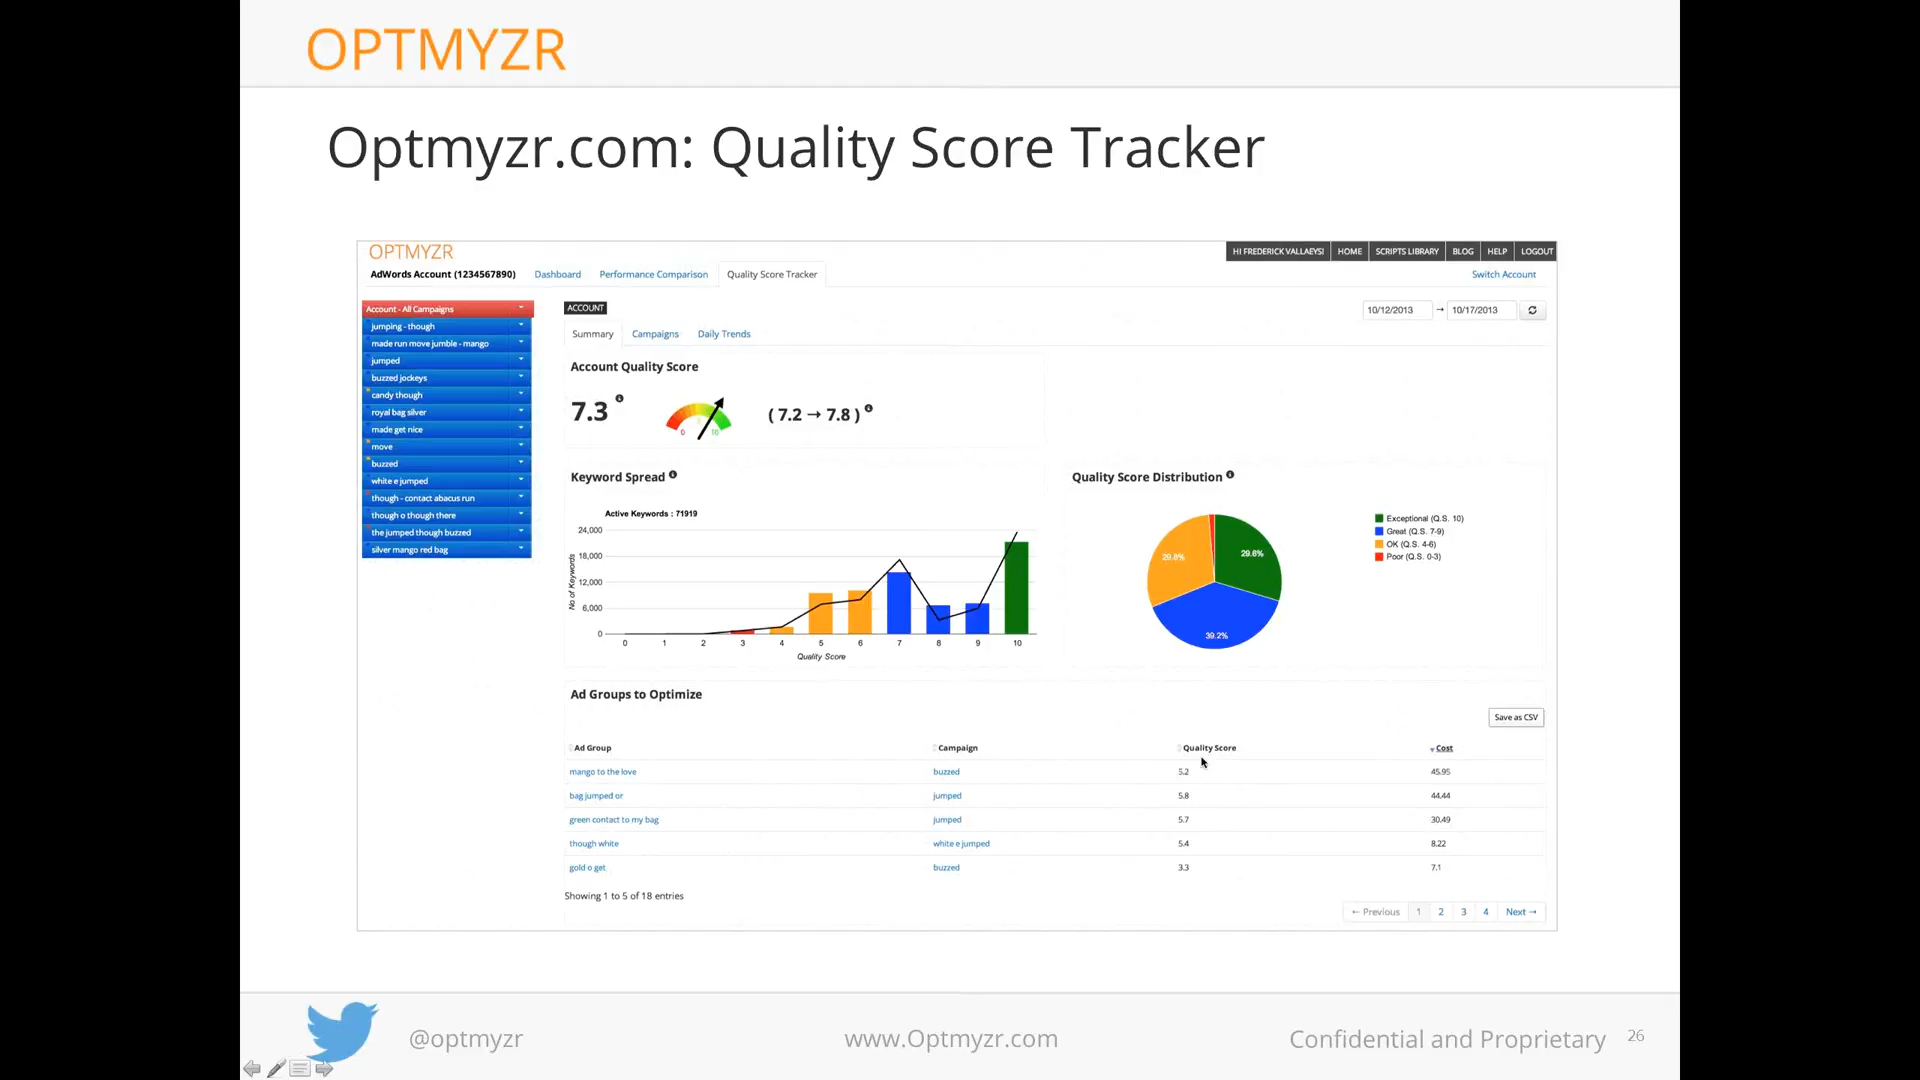 OPTMYZR
Optmyzr.com: Quality Score Tracker
OPTMYZR
HI FREDERICK VALLAEYS! HOME SCRIPTS LIBRARY BLOG HELP LOGOUT
AdWords Account (1234567890) Dashboard Performance Comparison Quality Score Tracker Switch Account
Account - All Campaigns
jumping - though
made run move jumble - mango
jumped
buzzed jockeys
candy though
royal bag silver
made get nice
move
buzzed
white e jumped
though - contact abacus run
though o though there
the jumped though buzzed
silver mango red bag
ACCOUNT
10/12/2013 → 10/17/2013
Summary Campaigns Daily Trends
Account Quality Score
7.3
0 10
( 7.2 → 7.8 )
Keyword Spread
Active Keywords : 71919
24,000
18,000
12,000
6,000
0
No of Keywords
0 1 2 3 4 5 6 7 8 9 10
Quality Score
Quality Score Distribution
29.6%
39.2%
29.8%
Exceptional (Q.S. 10)
Great (Q.S. 7-9)
OK (Q.S. 4-6)
Poor (Q.S. 0-3)
Ad Groups to Optimize
Save as CSV
Ad Group Campaign Quality Score Cost
mango to the love buzzed 5.2 45.95
bag jumped or jumped 5.8 44.44
green contact to my bag jumped 5.7 30.49
though white white e jumped 5.4 8.22
gold o get buzzed 3.3 7.1
Showing 1 to 5 of 18 entries
← Previous 1 2 3 4 Next →
@optmyzr www.Optmyzr.com Confidential and Proprietary 26